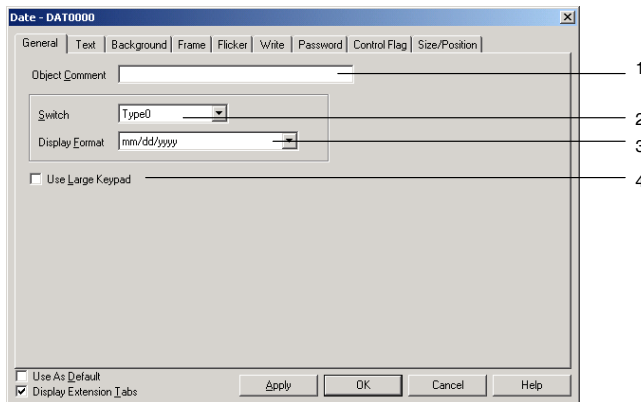 Date - DAT0000
General Text Background Frame Flicker Write Password Control Flag Size/Position
Object Comment 1
Switch Type0 2
Display Format mm/dd/yyyy 3
Use Large Keypad 4
Use As Default
Display Extension Tabs
Apply OK Cancel Help